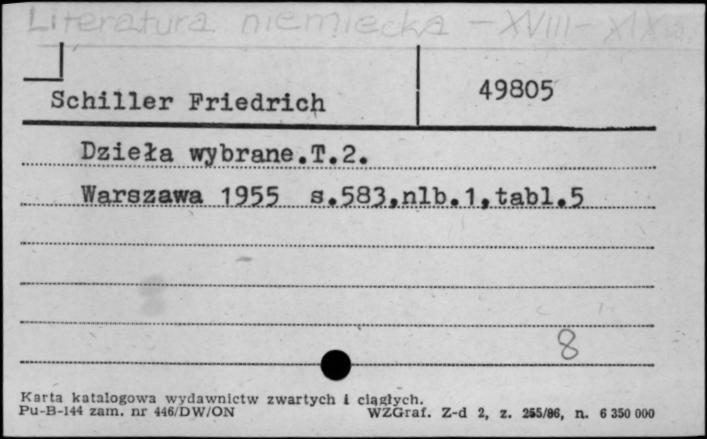 Literatura niemiecka - XVIII - XIX w.
49805
Schiller Friedrich
Dzieła wybrane.T.2.
Warszawa 1955 s.583,nlb.1,tabl.5
8
Karta katalogowa wydawnictw zwartych i ciągłych.
Pu-B-144 zam. nr 446/DW/ON WZGraf. Z-d 2, z. 255/86, n. 6 350 000